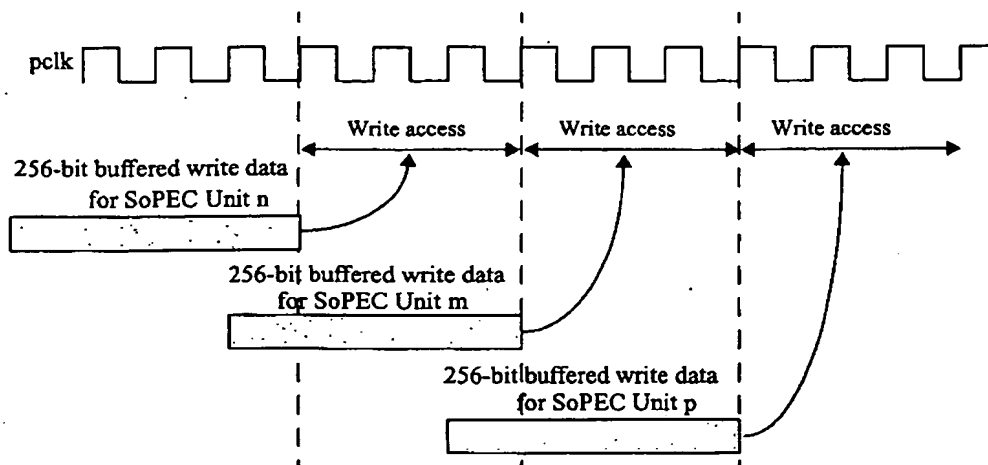 pclk
Write access
Write access
Write access
256-bit buffered write data
for SoPEC Unit n
256-bit buffered write data
for SoPEC Unit m
256-bit buffered write data
for SoPEC Unit p